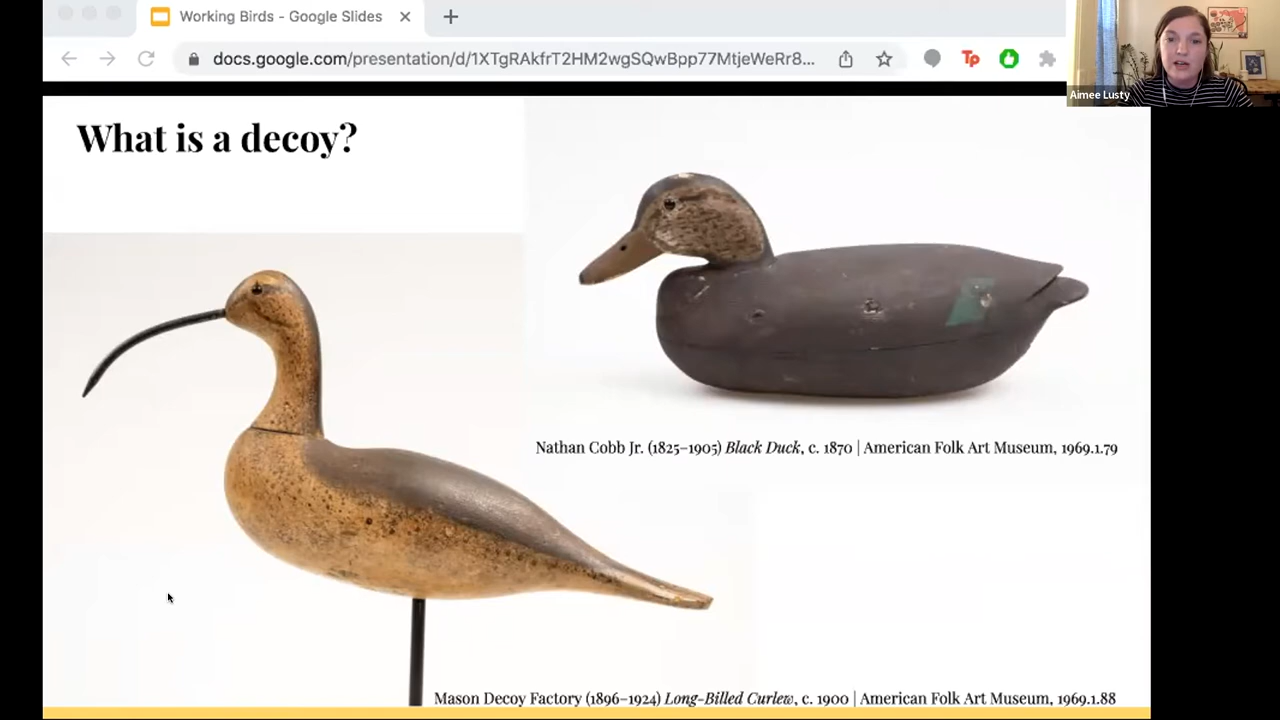 Working Birds - Google Slides
docs.google.com/presentation/d/1XTgRAkfrT2HM2wgSQwBpp77MtjeWeRr8...
Tp
Aimee Lusty
What is a decoy?
Nathan Cobb Jr. (1825–1905) Black Duck, c. 1870 | American Folk Art Museum, 1969.1.79
Mason Decoy Factory (1896–1924) Long-Billed Curlew, c. 1900 | American Folk Art Museum, 1969.1.88